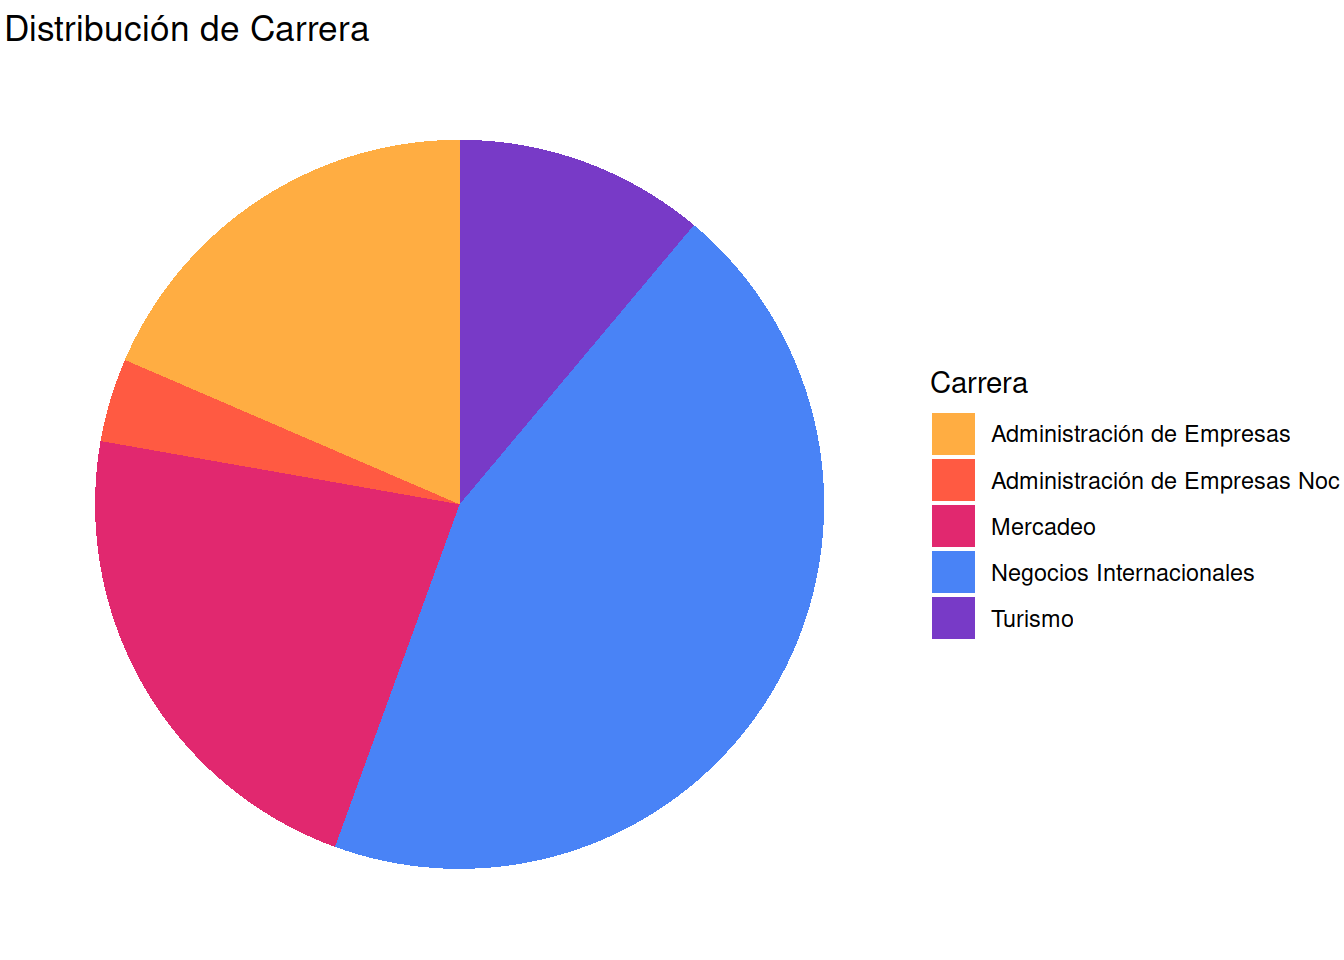 Distribución de Carrera
Carrera
Administración de Empresas
Administración de Empresas Noc
Mercadeo
Negocios Internacionales
Turismo